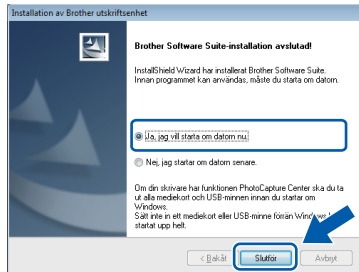 Installation av Brother utskriftsenhet
Brother Software Suite-installation avslutad!
InstallShield Wizard har installerat Brother Software Suite.
Innan programmet kan användas, måste du starta om datorn.
Ja, jag vill starta om datorn nu.
Nej, jag startar om datorn senare.
Om din skrivare har funktionen PhotoCapture Center ska du ta
ut alla mediekort och USB-minnen innan du startar om
Windows.
Sätt inte in ett mediekort eller USB-minne förrän Windows
startat upp helt.
< Bakåt
Slutför
Avbryt